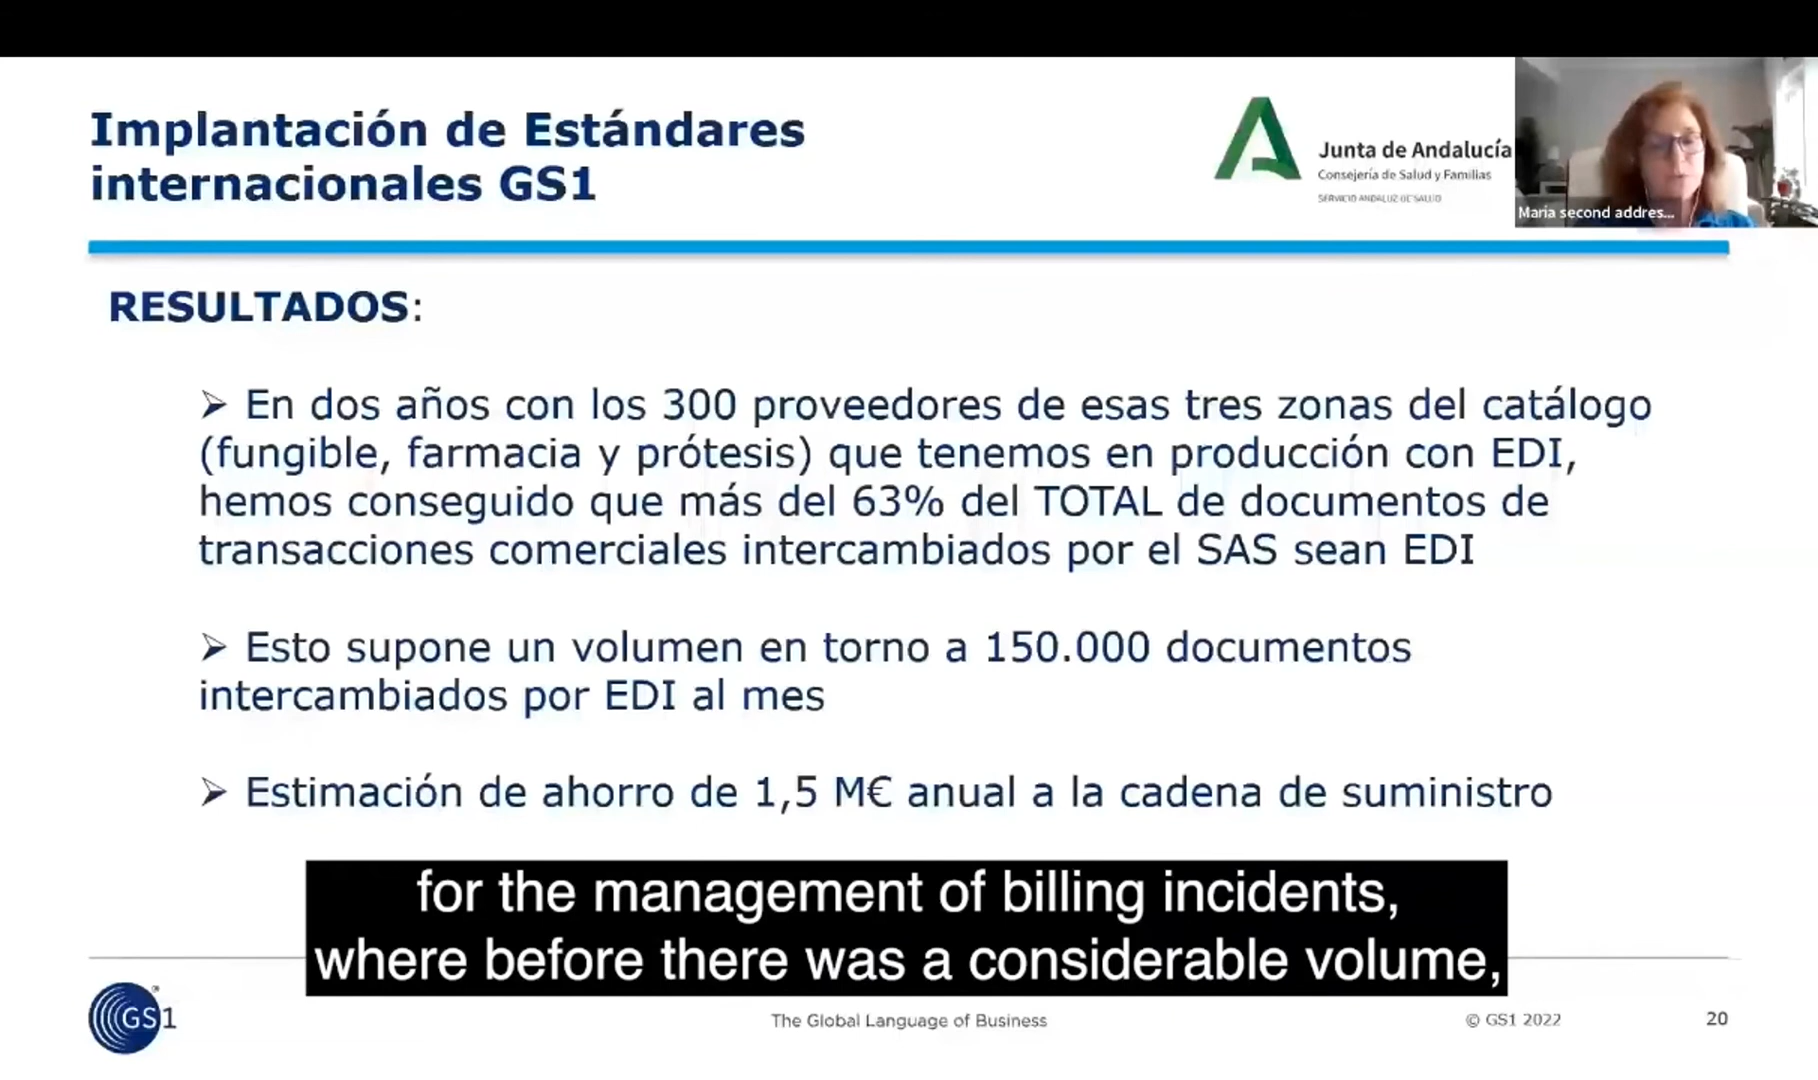 Implantación de Estándares
internacionales GS1
Junta de Andalucía
Consejería de Salud y Familias
SERVICIO ANDALUZ DE SALUD
Maria second addres...
RESULTADOS:
➢ En dos años con los 300 proveedores de esas tres zonas del catálogo
(fungible, farmacia y prótesis) que tenemos en producción con EDI,
hemos conseguido que más del 63% del TOTAL de documentos de
transacciones comerciales intercambiados por el SAS sean EDI
➢ Esto supone un volumen en torno a 150.000 documentos
intercambiados por EDI al mes
➢ Estimación de ahorro de 1,5 M€ anual a la cadena de suministro
for the management of billing incidents,
where before there was a considerable volume,
GS1
The Global Language of Business
© GS1 2022
20